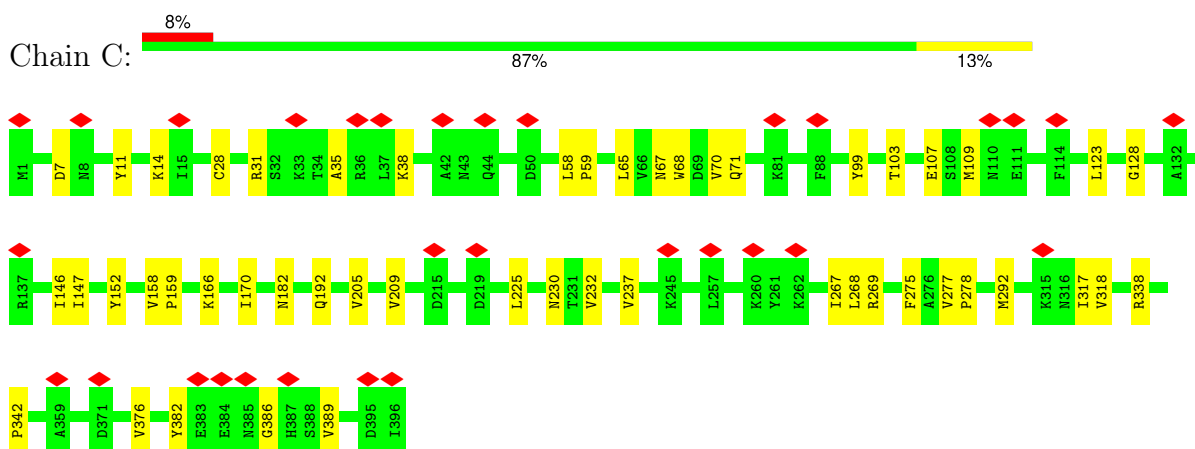 8%
Chain C:
87% 13%
M1 D7 N8 Y11 K14 I15 C28 R31 S32 K33 T34 A35 R36 L37 K38 A42 N43 Q44 D50 L58 P59 L65 V66 N67 W68 D69 V70 Q71 K81 F88 Y99 T103 E107 S108 M109 N110 E111 F114 L123 G128 A132
R137 I146 I147 Y152 V158 P159 K166 I170 N182 Q192 V205 V209 D215 D219 L225 N230 T231 V232 V237 K245 L257 K260 Y261 K262 I267 L268 R269 F275 A276 V277 P278 M292 K315 N316 I317 V318 R338
P342 A359 D371 V376 Y382 E383 E384 N385 G386 H387 S388 V389 D395 I396